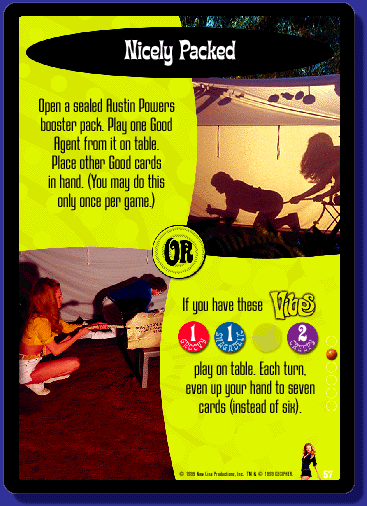 Nicely Packed
Open a sealed Austin Powers
booster pack. Play one Good
Agent from it on table.
Place other Good cards
in hand. (You may do this
only once per game.)
OR
If you have these Vibes
1 1 2
play on table. Each turn,
even up your hand to seven
cards (instead of six).
© 1999 New Line Productions, Inc. TM & © 1999 DECIPHER.
57